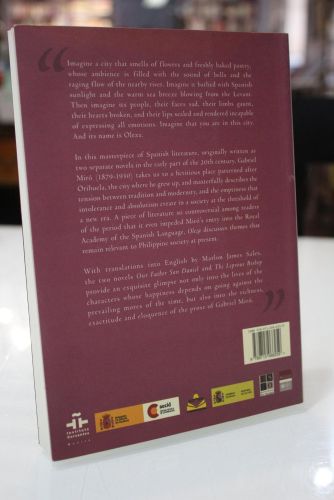 “
Imagine a city that smells of flowers and freshly baked pastry,
whose ambience is filled with the sound of bells and the
raging flow of the nearby river. Imagine it bathed with Spanish
sunlight and the warm sea breeze blowing from the Levant.
Then imagine its people, their faces sad, their limbs gaunt,
their hearts broken, and their lips sealed and rendered incapable
of expressing all emotions. Imagine that you are in this city.
And its name is Oleza.
In this masterpiece of Spanish literature, originally written as
two separate novels in the early part of the 20th century, Gabriel
Miró (1879-1930) takes us to a fictitious place patterned after
Orihuela, the city where he grew up, and masterfully describes the
tension between tradition and modernity, and the emptiness that
intolerance and absolutism create in a society at the threshold of
a new era. A piece of literature so controversial among readers
of the period that it even impeded Miró's entry into the Royal
Academy of the Spanish Language, Oleza discusses themes that
remain relevant to Philippine society at present.
With translations into English by Marlon James Sales,
the two novels Our Father San Daniel and The Leprous Bishop
provide an exquisite glimpse not only into the lives of the
characters whose happiness depends on going against the
prevailing mores of the time, but also into the richness,
exactitude and eloquence of the prose of Gabriel Miró.
”
Instituto
Cervantes
Manila
aecid